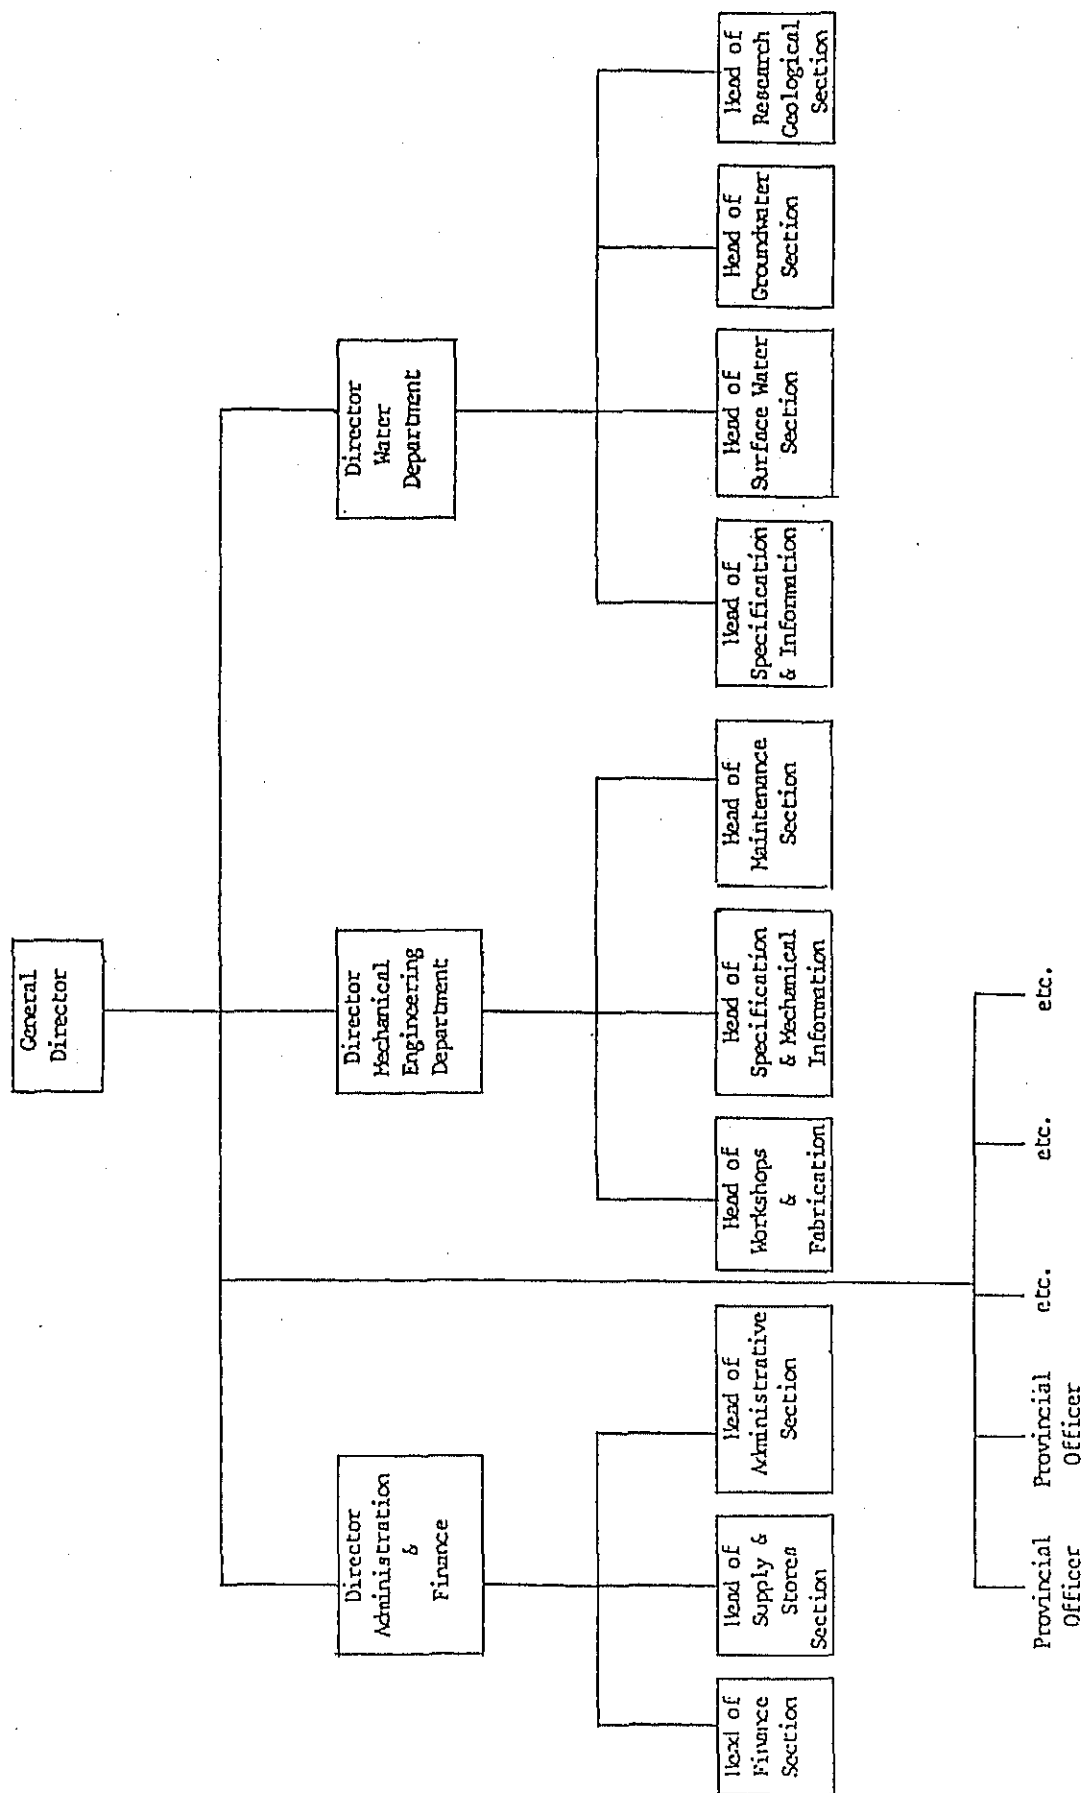 General
Director
Director
Administration
&
Finance
Director
Mechanical
Engineering
Department
Director
Water
Department
Head of
Finance
Section
Head of
Supply &
Stores
Section
Head of
Administrative
Section
Head of
Workshops
&
Fabrication
Head of
Specification
& Mechanical
Information
Head of
Maintenance
Section
Head of
Specification
& Information
Head of
Surface Water
Section
Head of
Groundwater
Section
Head of
Research
Geological
Section
Provincial
Officer
Provincial
Officer
etc.
etc.
etc.